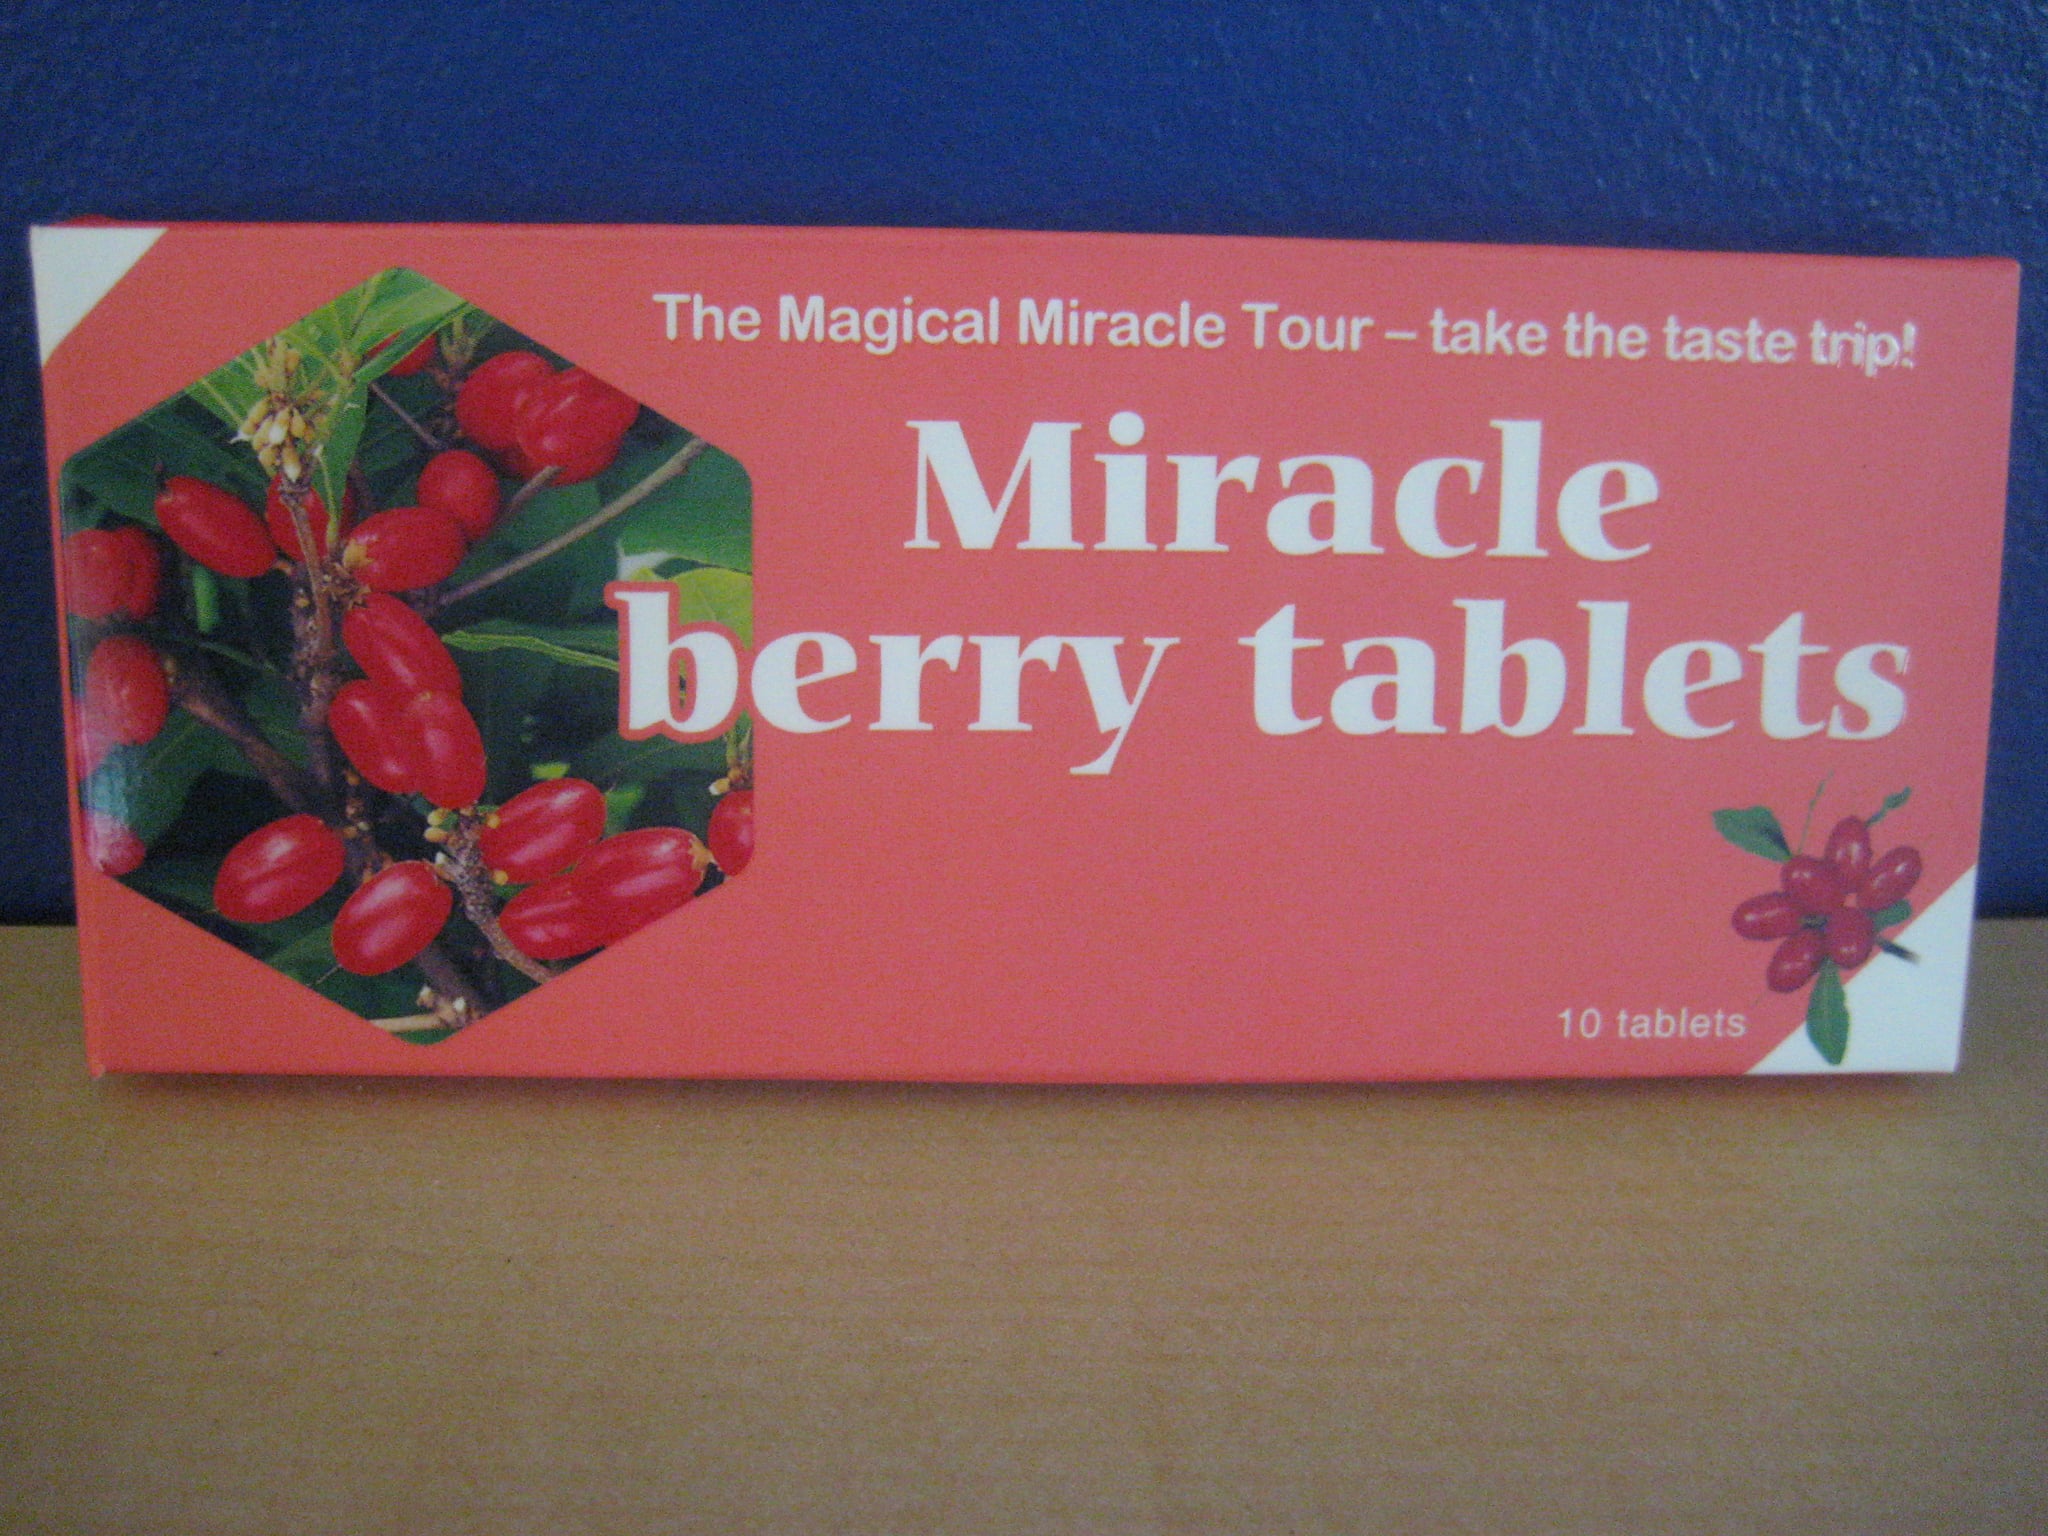 The Magical Miracle Tour – take the taste trip!
Miracle
berry tablets
10 tablets